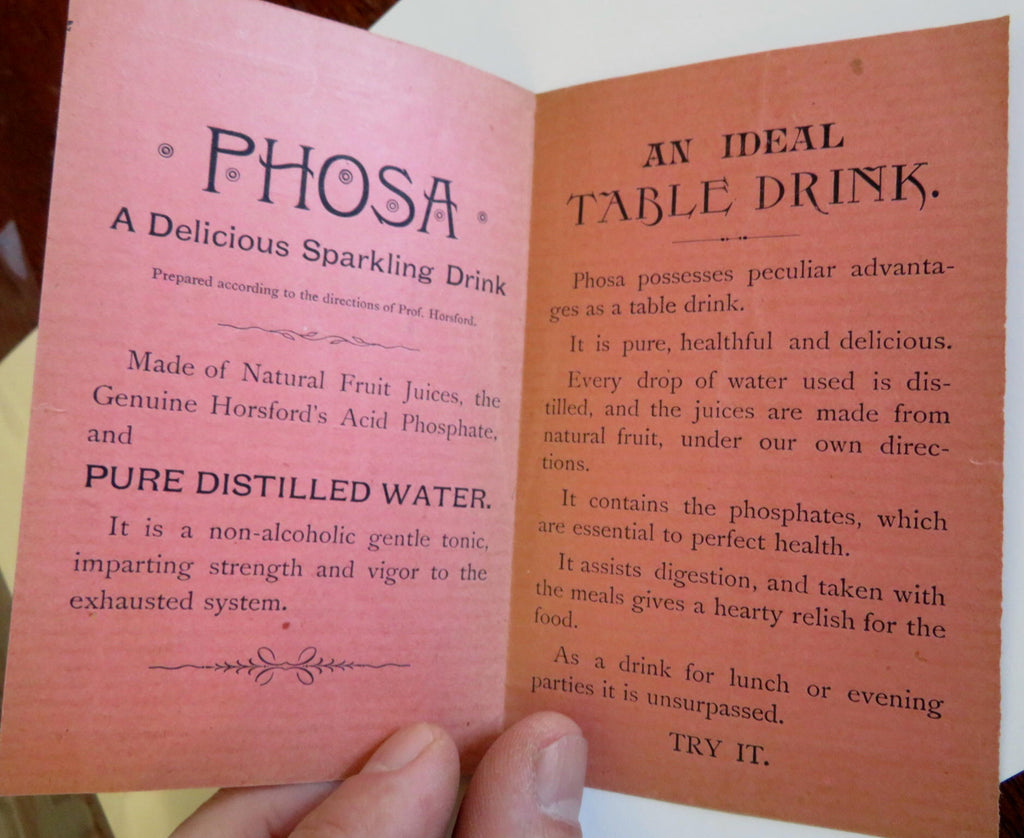 PHOSA
A Delicious Sparkling Drink
Prepared according to the directions of Prof. Horsford.
Made of Natural Fruit Juices, the
Genuine Horsford's Acid Phosphate,
and
PURE DISTILLED WATER.
It is a non-alcoholic gentle tonic,
imparting strength and vigor to the
exhausted system.
AN IDEAL
TABLE DRINK.
Phosa possesses peculiar advanta-
ges as a table drink.
It is pure, healthful and delicious.
Every drop of water used is dis-
tilled, and the juices are made from
natural fruit, under our own direc-
tions.
It contains the phosphates, which
are essential to perfect health.
It assists digestion, and taken with
the meals gives a hearty relish for the
food.
As a drink for lunch or evening
parties it is unsurpassed.
TRY IT.